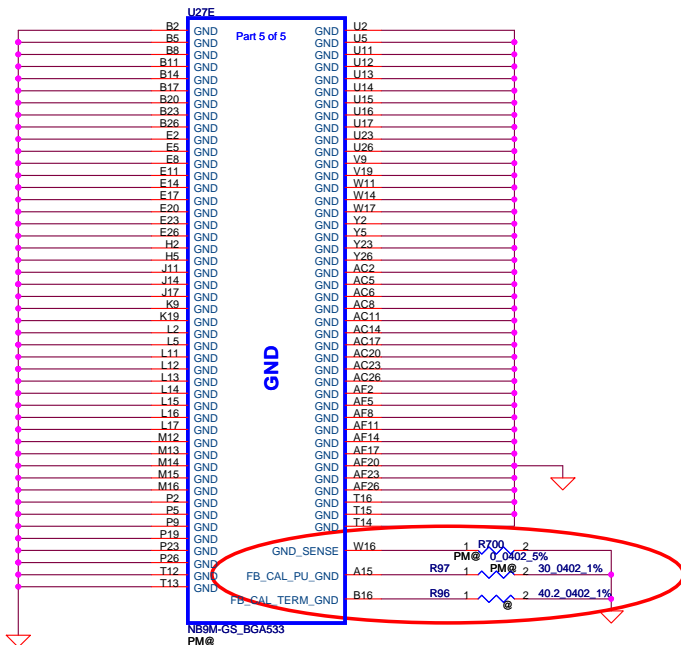 U27E
Part 5 of 5
B2 GND GND U2
B5 GND GND U5
B8 GND GND U11
B11 GND GND U12
B14 GND GND U13
B17 GND GND U14
B20 GND GND U15
B23 GND GND U16
B26 GND GND U17
E2 GND GND U23
E5 GND GND U26
E8 GND GND V9
E11 GND GND V19
E14 GND GND W11
E17 GND GND W14
E20 GND GND W17
E23 GND GND Y2
E26 GND GND Y5
H2 GND GND Y23
H5 GND GND Y26
J11 GND GND AC2
J14 GND GND AC5
J17 GND GND AC6
K9 GND GND AC8
K19 GND GND AC11
L2 GND GND AC14
L5 GND GND AC17
L11 GND GND AC20
L12 GND GND AC23
L13 GND GND AC26
L14 GND GND AF2
L15 GND GND AF5
L16 GND GND AF8
L17 GND GND AF11
M12 GND GND AF14
M13 GND GND AF17
M14 GND GND AF20
M15 GND GND AF23
M16 GND GND AF26
P2 GND GND T16
P5 GND GND T15
P9 GND GND T14
GND
P19 GND
P23 GND GND_SENSE W16 1 R700 2
PM@ 0_0402_5%
P26 GND
T12 GND FB_CAL_PU_GND A15 R97 1 PM@ 2 30_0402_1%
T13 GND
FB_CAL_TERM_GND B16 R96 1 @ 2 40.2_0402_1%
NB9M-GS_BGA533
PM@